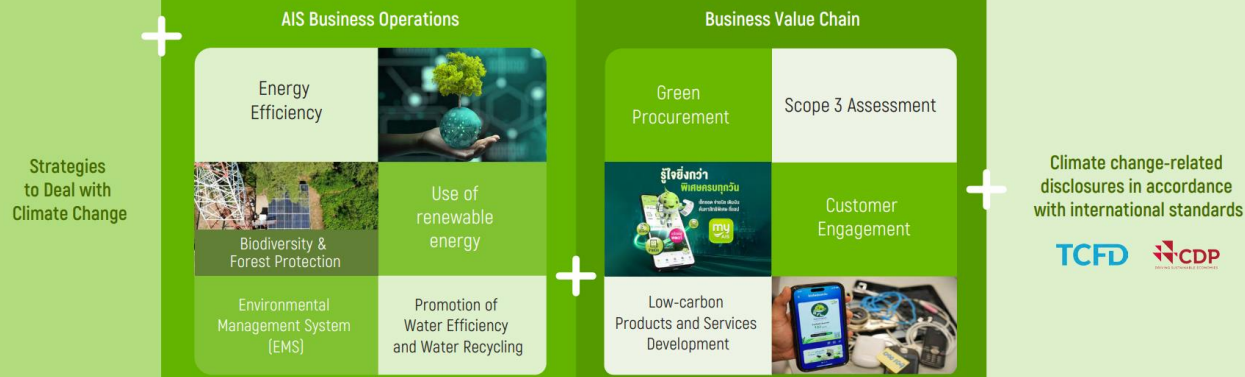 Strategies
to Deal with
Climate Change
AIS Business Operations
Energy
Efficiency
Biodiversity &
Forest Protection
Use of
renewable
energy
Environmental
Management System
(EMS)
Promotion of
Water Efficiency
and Water Recycling
Business Value Chain
Green
Procurement
Scope 3 Assessment
รู้ใจยิ่งกว่า
พิเศษครบทุกวัน
my
AIS
Customer
Engagement
Low-carbon
Products and Services
Development
Climate change-related
disclosures in accordance
with international standards
TCFD
CDP
DRIVING SUSTAINABLE ECONOMIES